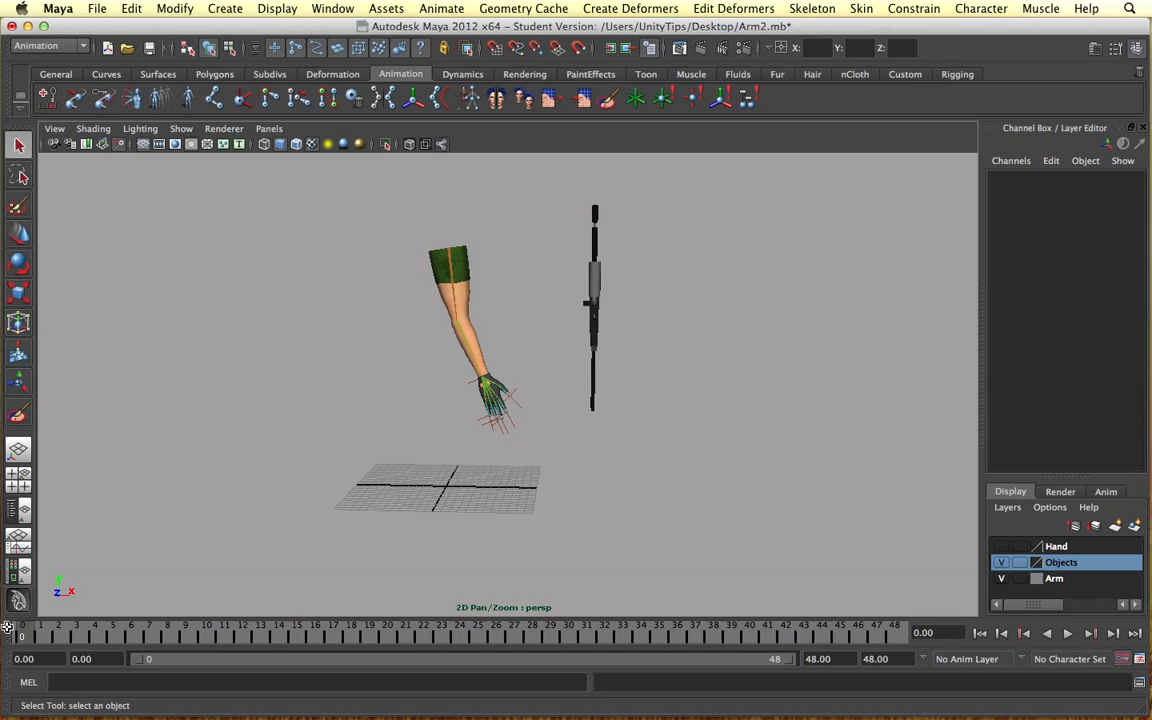 Maya File Edit Modify Create Display Window Assets Animate Geometry Cache Create Deformers Edit Deformers Skeleton Skin Constrain Character Muscle Help
Autodesk Maya 2012 x64 - Student Version: /Users/UnityTips/Desktop/Arm2.mb*
Animation X: Y: Z:
General Curves Surfaces Polygons Subdivs Deformation Animation Dynamics Rendering PaintEffects Toon Muscle Fluids Fur Hair nCloth Custom Rigging
View Shading Lighting Show Renderer Panels
Channel Box / Layer Editor
Channels Edit Object Show
Display Render Anim
Layers Options Help
Hand
V Objects
V Arm
y
z x
2D Pan/Zoom : persp
0 1 2 3 4 5 6 7 8 9 10 11 12 13 14 15 16 17 18 19 20 21 22 23 24 25 26 27 28 29 30 31 32 33 34 35 36 37 38 39 40 41 42 43 44 45 46 47 48
0 0.00
0.00 0.00 0 48 48.00 48.00 No Anim Layer No Character Set
MEL
Select Tool: select an object